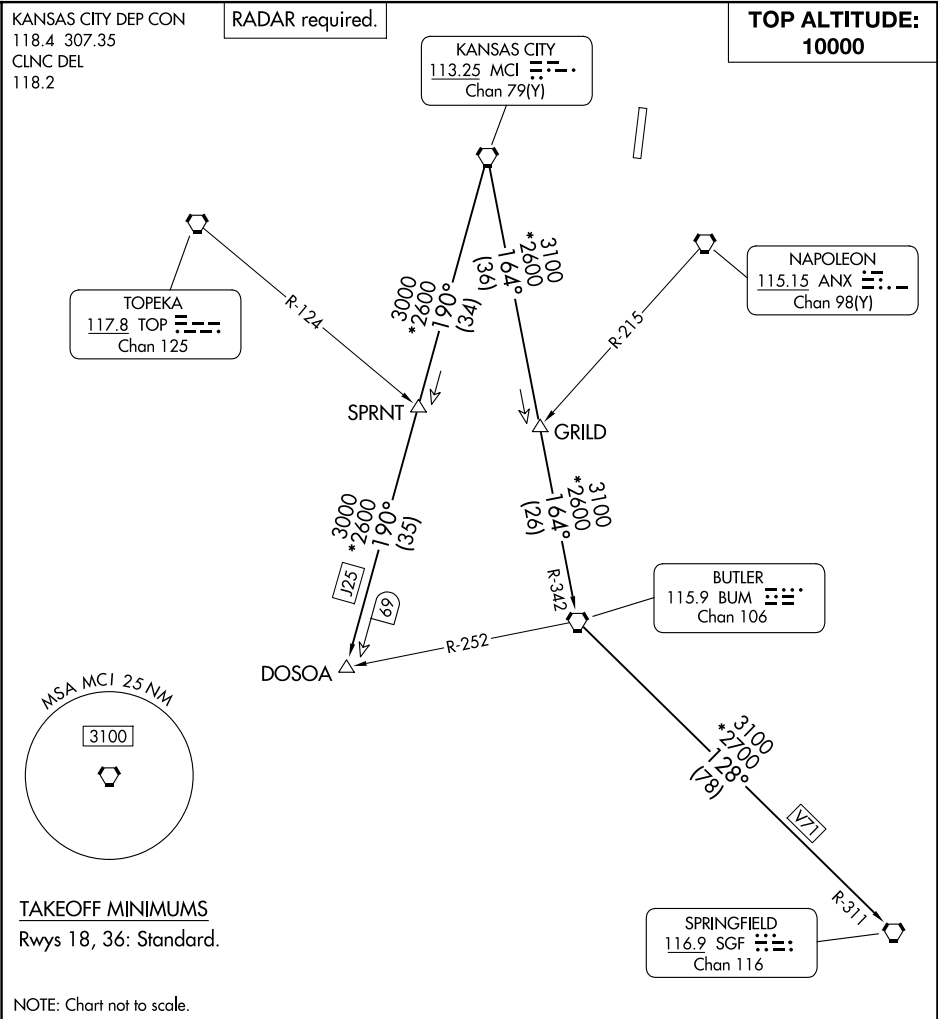 KANSAS CITY DEP CON
118.4 307.35
CLNC DEL
118.2
RADAR required.
TOP ALTITUDE:
10000
KANSAS CITY
113.25 MCI
Chan 79(Y)
TOPEKA
117.8 TOP
Chan 125
NAPOLEON
115.15 ANX
Chan 98(Y)
R-124
3000
*2600
190°
(34)
3100
*2600
164°
(36)
R-215
SPRNT
GRILD
3000
*2600
190°
(35)
3100
*2600
164°
(26)
J25
69
R-342
BUTLER
115.9 BUM
Chan 106
R-252
DOSOA
MSA MCI 25 NM
3100
3100
*2700
128°
(78)
V71
R-311
SPRINGFIELD
116.9 SGF
Chan 116
TAKEOFF MINIMUMS
Rwys 18, 36: Standard.
NOTE: Chart not to scale.